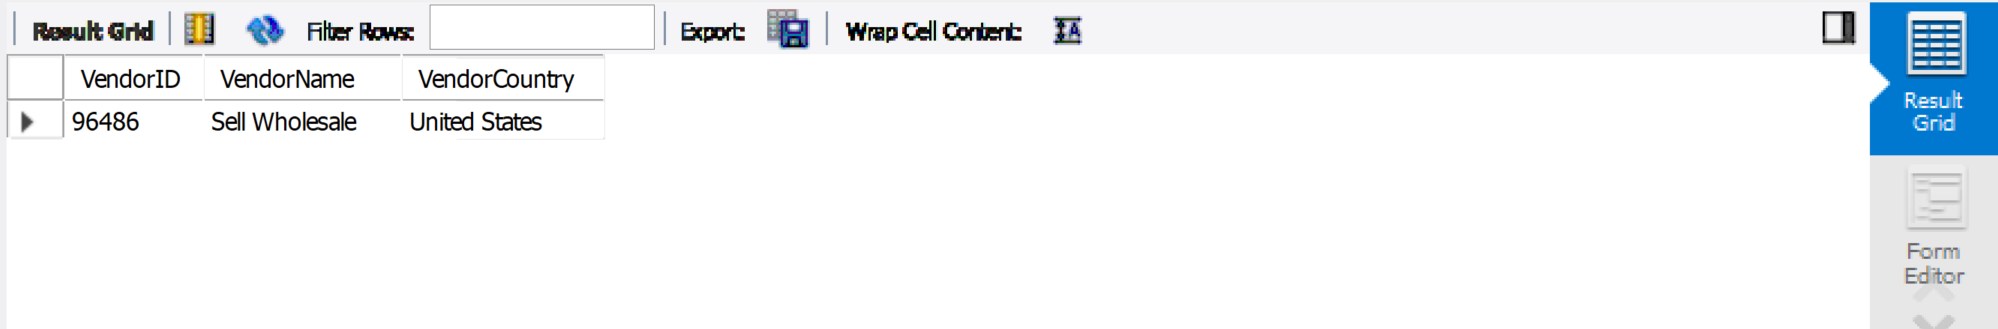 Result Grid Filter Rows: Export: Wrap Cell Content: A
VendorID VendorName VendorCountry
96486 Sell Wholesale United States
Result
Grid
Form
Editor